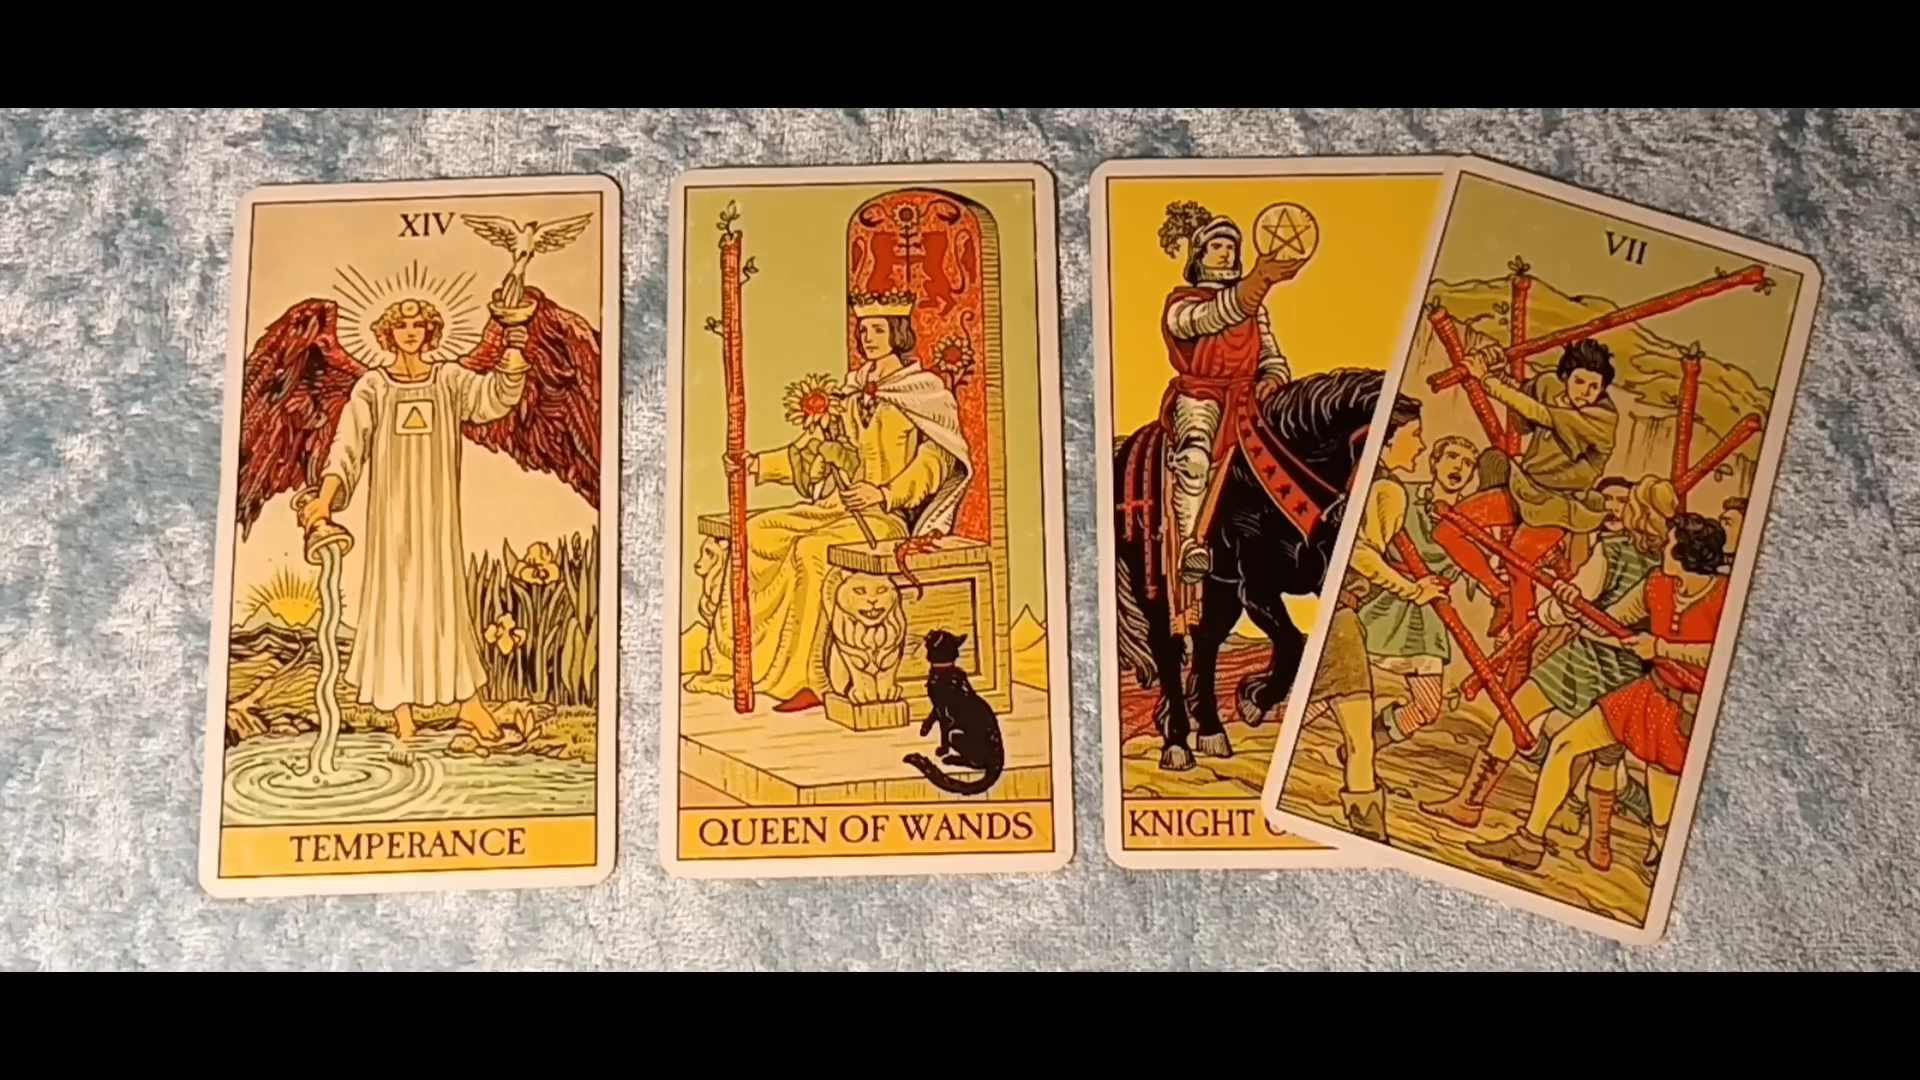 XIV
TEMPERANCE
QUEEN OF WANDS
KNIGHT
VII